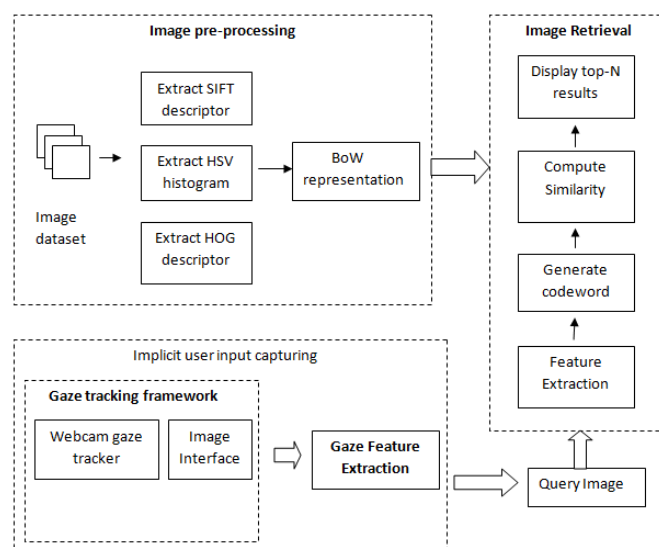 Image pre-processing
Extract SIFT
descriptor
Extract HSV
histogram
Extract HOG
descriptor
Image
dataset
BoW
representation
Image Retrieval
Display top-N
results
Compute
Similarity
Generate
codeword
Feature
Extraction
Implicit user input capturing
Gaze tracking framework
Webcam gaze
tracker
Image
Interface
Gaze Feature
Extraction
Query Image